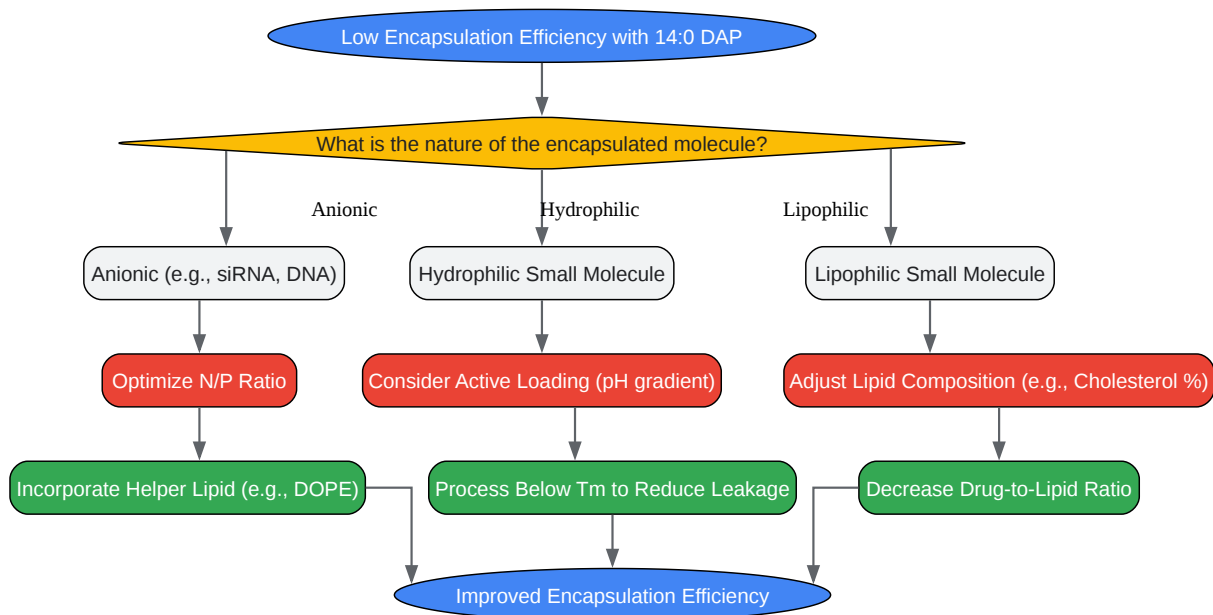 Low Encapsulation Efficiency with 14:0 DAP
What is the nature of the encapsulated molecule?
Anionic
Hydrophilic
Lipophilic
Anionic (e.g., siRNA, DNA)
Hydrophilic Small Molecule
Lipophilic Small Molecule
Optimize N/P Ratio
Consider Active Loading (pH gradient)
Adjust Lipid Composition (e.g., Cholesterol %)
Incorporate Helper Lipid (e.g., DOPE)
Process Below Tm to Reduce Leakage
Decrease Drug-to-Lipid Ratio
Improved Encapsulation Efficiency